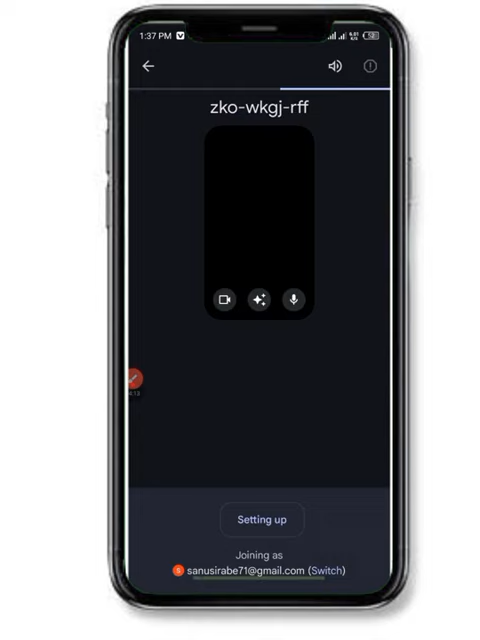 1:37 PM
zko-wkgj-rff
Setting up
Joining as
S sanusirabe71@gmail.com (Switch)